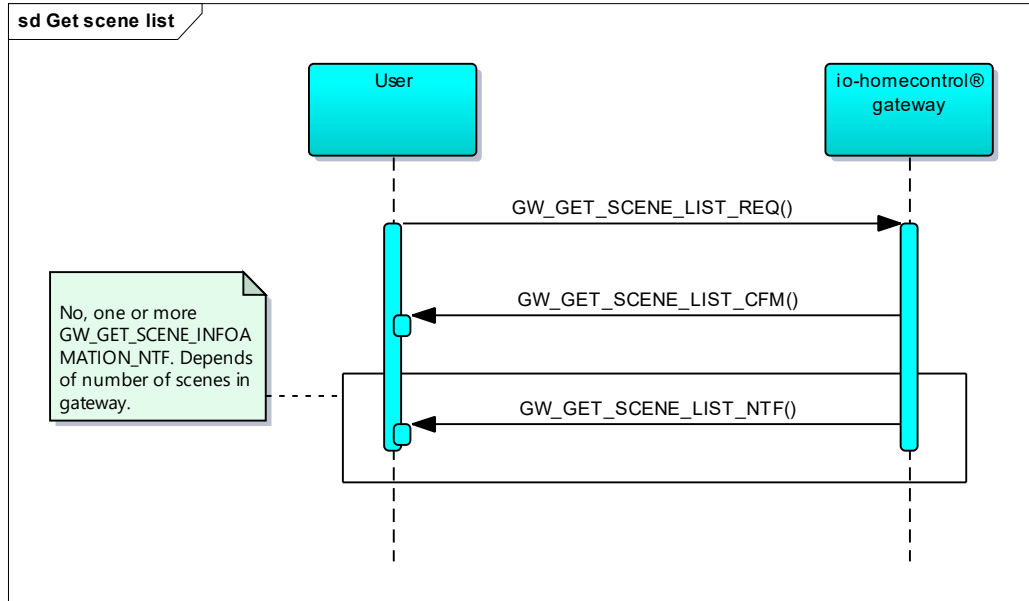 sd Get scene list
User
io-homecontrol®
gateway
GW_GET_SCENE_LIST_REQ()
GW_GET_SCENE_LIST_CFM()
No, one or more
GW_GET_SCENE_INFOA
MATION_NTF. Depends
of number of scenes in
gateway.
GW_GET_SCENE_LIST_NTF()